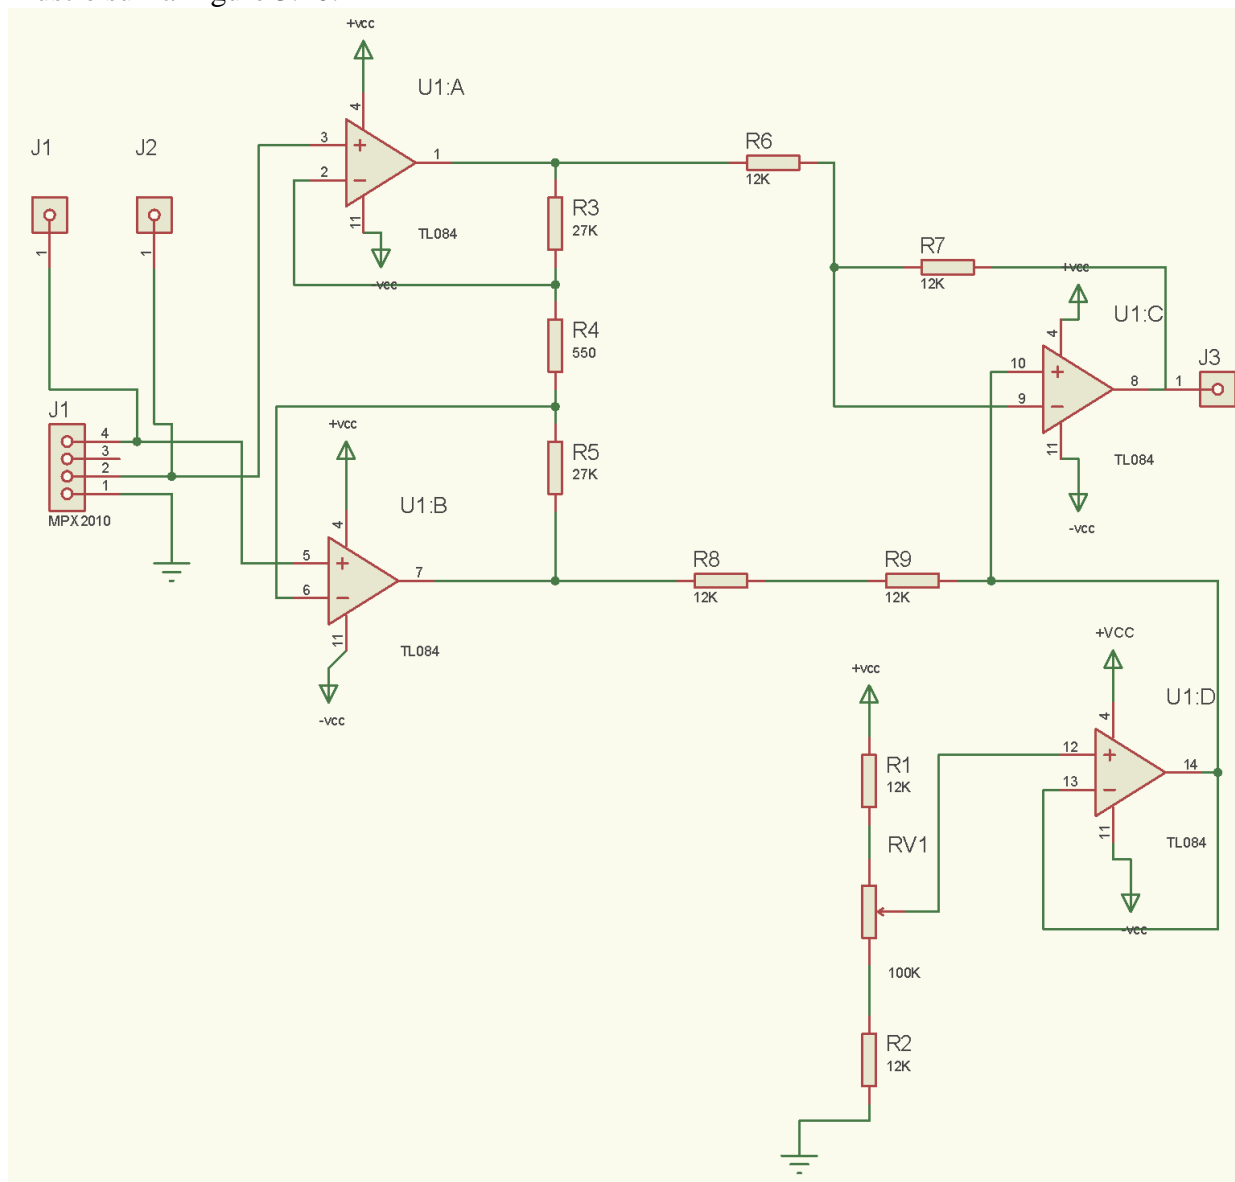 +vcc
U1:A
4
J1
J2
3
1
2
R6
12K
11
TL084
-vcc
R3
27K
1
1
R7
12K
+vcc
U1:C
4
R4
550
10
8
1
J3
9
J1
4
3
2
1
MPX2010
+vcc
R5
27K
11
TL084
-vcc
U1:B
4
5
7
6
R8
12K
R9
12K
11
TL084
-vcc
+vcc
+VCC
U1:D
4
R1
12K
12
14
13
RV1
11
TL084
-vcc
100K
R2
12K